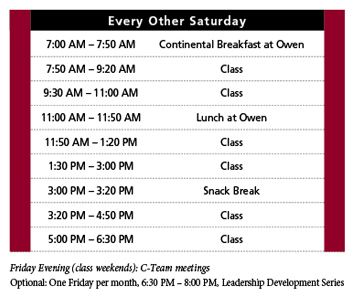 Every Other Saturday
7:00 AM – 7:50 AM Continental Breakfast at Owen
7:50 AM – 9:20 AM Class
9:30 AM – 11:00 AM Class
11:00 AM – 11:50 AM Lunch at Owen
11:50 AM – 1:20 PM Class
1:30 PM – 3:00 PM Class
3:00 PM – 3:20 PM Snack Break
3:20 PM – 4:50 PM Class
5:00 PM – 6:30 PM Class
Friday Evening (class weekends): C-Team meetings
Optional: One Friday per month, 6:30 PM – 8:00 PM, Leadership Development Series